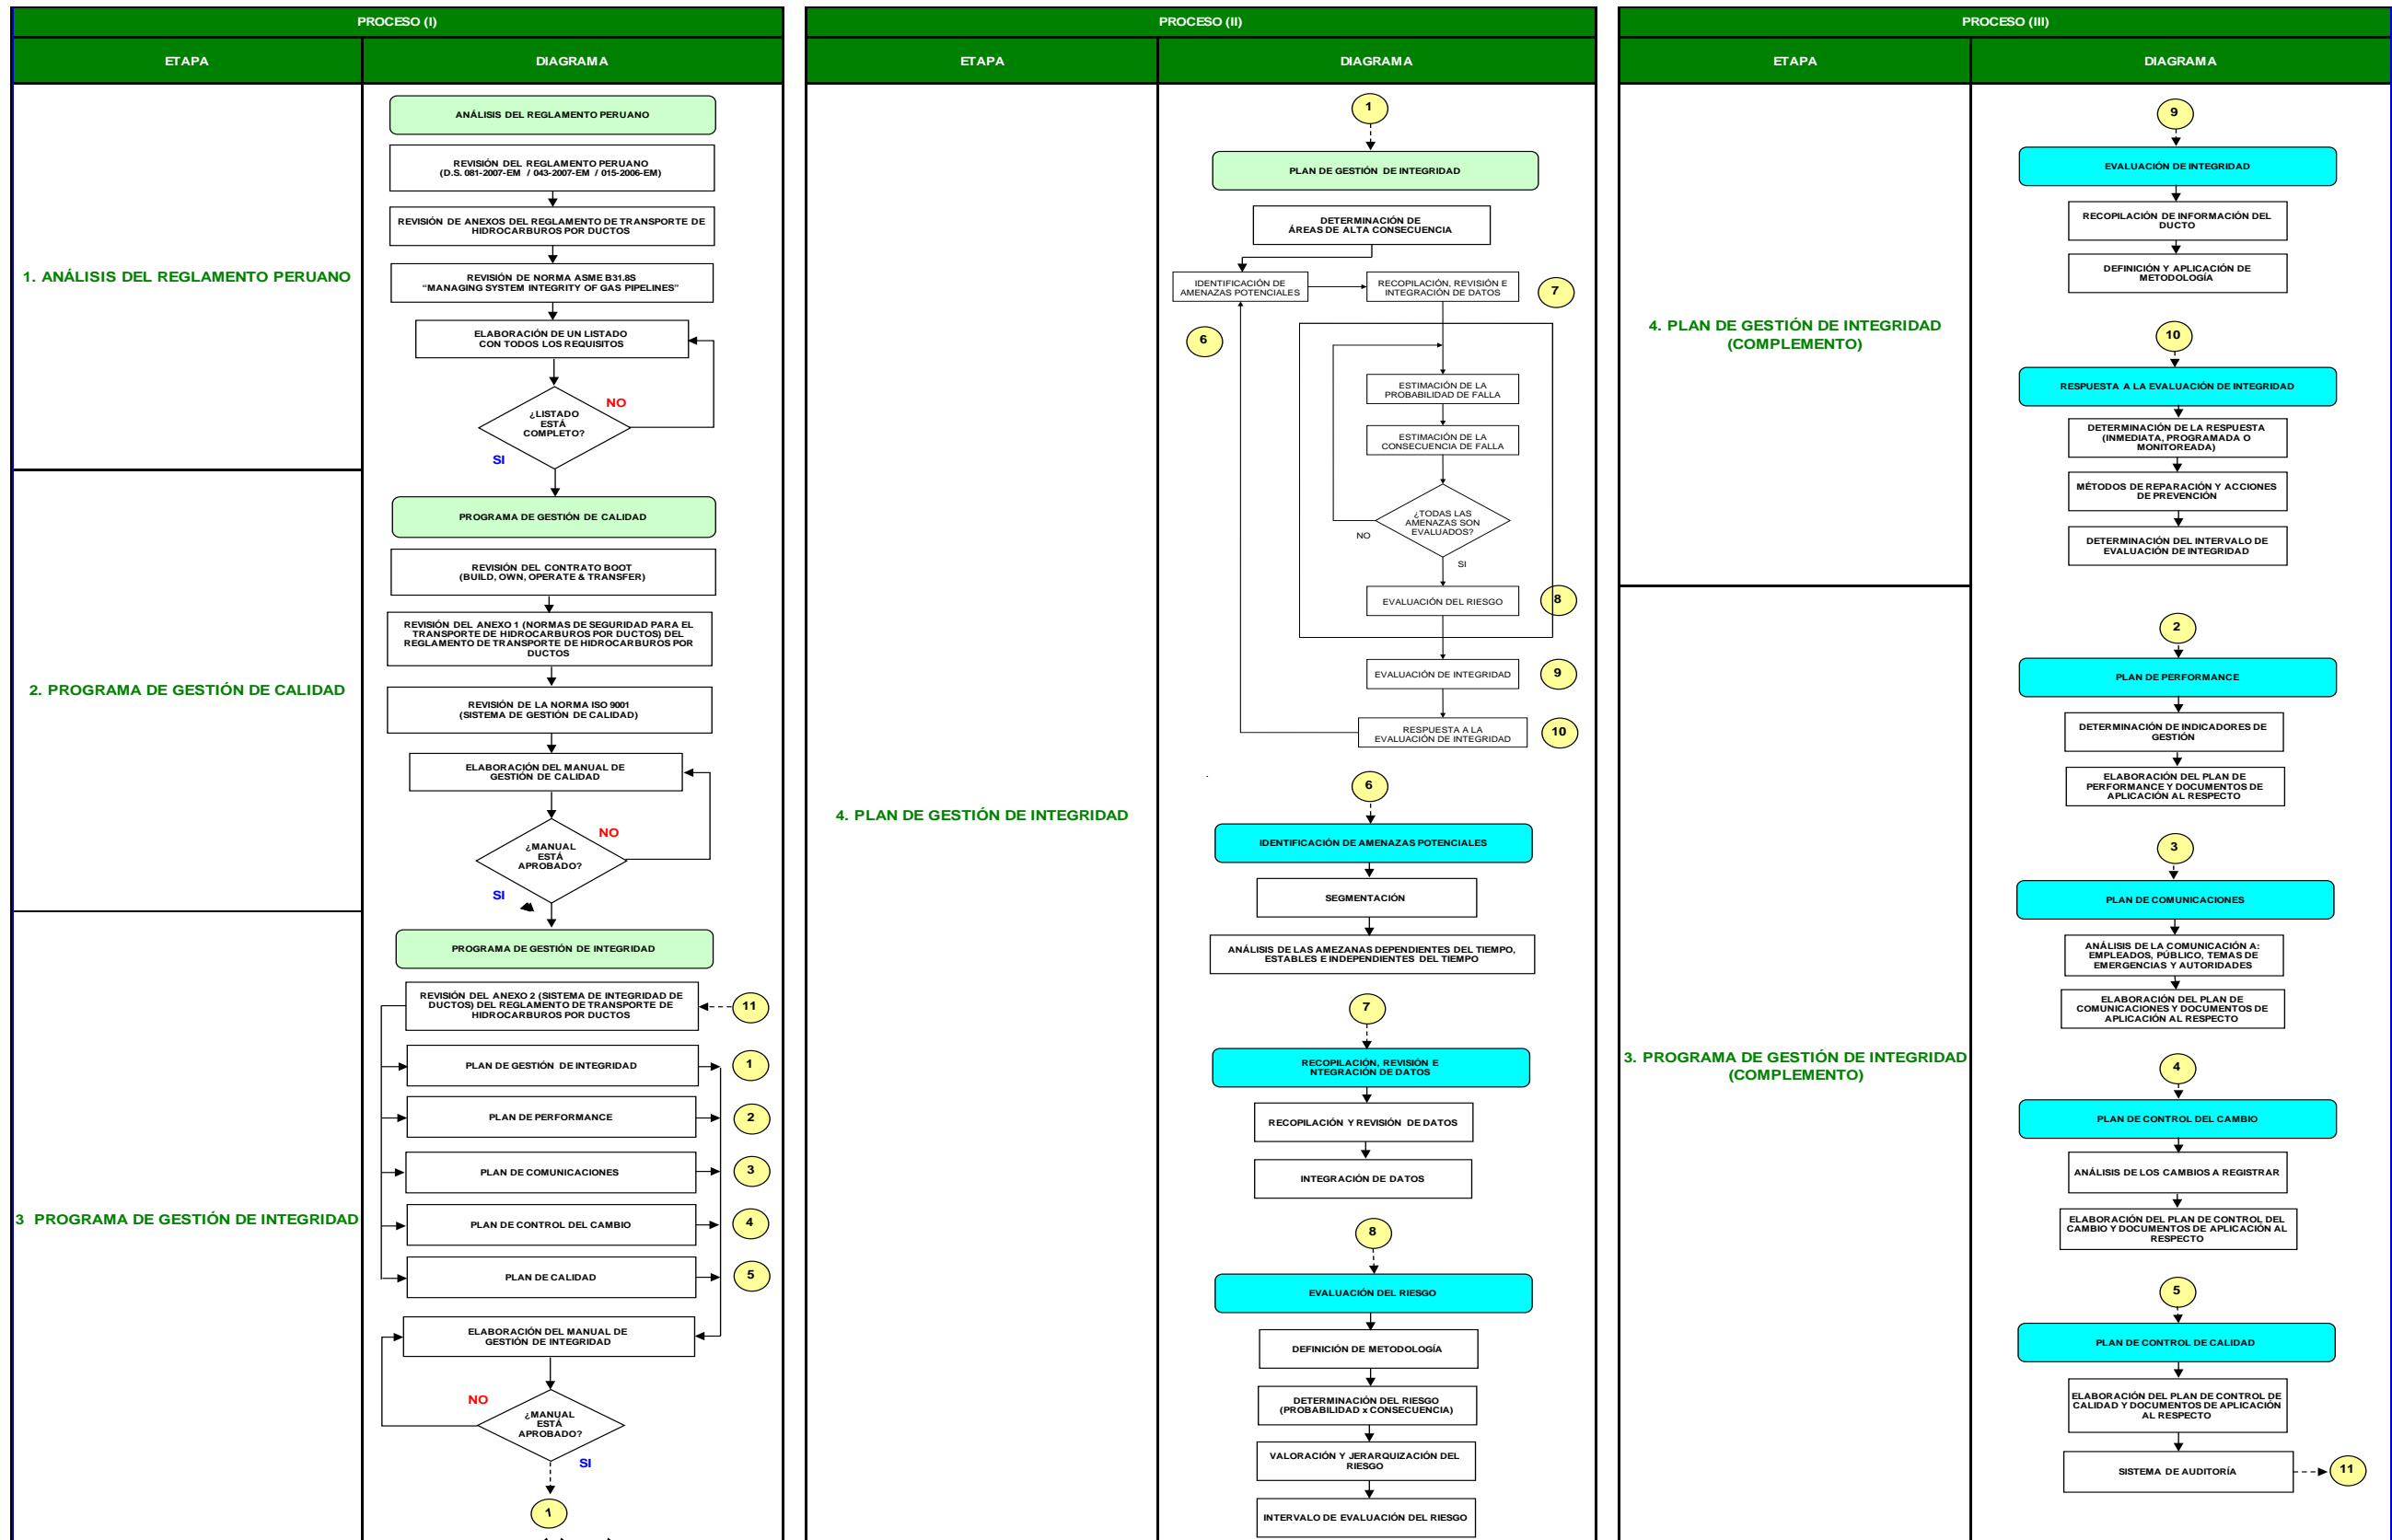 PROCESO (I)
ETAPA
DIAGRAMA
1. ANÁLISIS DEL REGLAMENTO PERUANO
ANÁLISIS DEL REGLAMENTO PERUANO
REVISIÓN DEL REGLAMENTO PERUANO
(D.S. 081-2007-EM / 043-2007-EM / 015-2006-EM)
REVISIÓN DE ANEXOS DEL REGLAMENTO DE TRANSPORTE DE
HIDROCARBUROS POR DUCTOS
REVISIÓN DE NORMA ASME B31.8S
“MANAGING SYSTEM INTEGRITY OF GAS PIPELINES”
ELABORACIÓN DE UN LISTADO
CON TODOS LOS REQUISITOS
¿LISTADO
ESTÁ
COMPLETO?
NO
SI
2. PROGRAMA DE GESTIÓN DE CALIDAD
PROGRAMA DE GESTIÓN DE CALIDAD
REVISIÓN DEL CONTRATO BOOT
(BUILD, OWN, OPERATE & TRANSFER)
REVISIÓN DEL ANEXO 1 (NORMAS DE SEGURIDAD PARA EL
TRANSPORTE DE HIDROCARBUROS POR DUCTOS) DEL
REGLAMENTO DE TRANSPORTE DE HIDROCARBUROS POR
DUCTOS
REVISIÓN DE LA NORMA ISO 9001
(SISTEMA DE GESTIÓN DE CALIDAD)
ELABORACIÓN DEL MANUAL DE
GESTIÓN DE CALIDAD
¿MANUAL
ESTÁ
APROBADO?
NO
SI
3 PROGRAMA DE GESTIÓN DE INTEGRIDAD
PROGRAMA DE GESTIÓN DE INTEGRIDAD
REVISIÓN DEL ANEXO 2 (SISTEMA DE INTEGRIDAD DE
DUCTOS) DEL REGLAMENTO DE TRANSPORTE DE
HIDROCARBUROS POR DUCTOS
11
PLAN DE GESTIÓN DE INTEGRIDAD
1
PLAN DE PERFORMANCE
2
PLAN DE COMUNICACIONES
3
PLAN DE CONTROL DEL CAMBIO
4
PLAN DE CALIDAD
5
ELABORACIÓN DEL MANUAL DE
GESTIÓN DE INTEGRIDAD
¿MANUAL
ESTÁ
APROBADO?
NO
SI
1
PROCESO (II)
ETAPA
DIAGRAMA
4. PLAN DE GESTIÓN DE INTEGRIDAD
1
PLAN DE GESTIÓN DE INTEGRIDAD
DETERMINACIÓN DE
ÁREAS DE ALTA CONSECUENCIA
IDENTIFICACIÓN DE
AMENAZAS POTENCIALES
6
RECOPILACIÓN, REVISIÓN E
INTEGRACIÓN DE DATOS
7
ESTIMACIÓN DE LA
PROBABILIDAD DE FALLA
ESTIMACIÓN DE LA
CONSECUENCIA DE FALLA
¿TODAS LAS
AMENAZAS SON
EVALUADOS?
NO
SI
EVALUACIÓN DEL RIESGO
8
EVALUACIÓN DE INTEGRIDAD
9
RESPUESTA A LA
EVALUACIÓN DE INTEGRIDAD
10
6
IDENTIFICACIÓN DE AMENAZAS POTENCIALES
SEGMENTACIÓN
ANÁLISIS DE LAS AMEZANAS DEPENDIENTES DEL TIEMPO,
ESTABLES E INDEPENDIENTES DEL TIEMPO
7
RECOPILACIÓN, REVISIÓN E
NTEGRACIÓN DE DATOS
RECOPILACIÓN Y REVISIÓN DE DATOS
INTEGRACIÓN DE DATOS
8
EVALUACIÓN DEL RIESGO
DEFINICIÓN DE METODOLOGÍA
DETERMINACIÓN DEL RIESGO
(PROBABILIDAD x CONSECUENCIA)
VALORACIÓN Y JERARQUIZACIÓN DEL
RIESGO
INTERVALO DE EVALUACIÓN DEL RIESGO
PROCESO (III)
ETAPA
DIAGRAMA
4. PLAN DE GESTIÓN DE INTEGRIDAD
(COMPLEMENTO)
9
EVALUACIÓN DE INTEGRIDAD
RECOPILACIÓN DE INFORMACIÓN DEL
DUCTO
DEFINICIÓN Y APLICACIÓN DE
METODOLOGÍA
10
RESPUESTA A LA EVALUACIÓN DE INTEGRIDAD
DETERMINACIÓN DE LA RESPUESTA
(INMEDIATA, PROGRAMADA O
MONITOREADA)
MÉTODOS DE REPARACIÓN Y ACCIONES
DE PREVENCIÓN
DETERMINACIÓN DEL INTERVALO DE
EVALUACIÓN DE INTEGRIDAD
3. PROGRAMA DE GESTIÓN DE INTEGRIDAD
(COMPLEMENTO)
2
PLAN DE PERFORMANCE
DETERMINACIÓN DE INDICADORES DE
GESTIÓN
ELABORACIÓN DEL PLAN DE
PERFORMANCE Y DOCUMENTOS DE
APLICACIÓN AL RESPECTO
3
PLAN DE COMUNICACIONES
ANÁLISIS DE LA COMUNICACIÓN A:
EMPLEADOS, PÚBLICO, TEMAS DE
EMERGENCIAS Y AUTORIDADES
ELABORACIÓN DEL PLAN DE
COMUNICACIONES Y DOCUMENTOS DE
APLICACIÓN AL RESPECTO
4
PLAN DE CONTROL DEL CAMBIO
ANÁLISIS DE LOS CAMBIOS A REGISTRAR
ELABORACIÓN DEL PLAN DE CONTROL DEL
CAMBIO Y DOCUMENTOS DE APLICACIÓN AL
RESPECTO
5
PLAN DE CONTROL DE CALIDAD
ELABORACIÓN DEL PLAN DE CONTROL DE
CALIDAD Y DOCUMENTOS DE APLICACIÓN
AL RESPECTO
SISTEMA DE AUDITORÍA
11